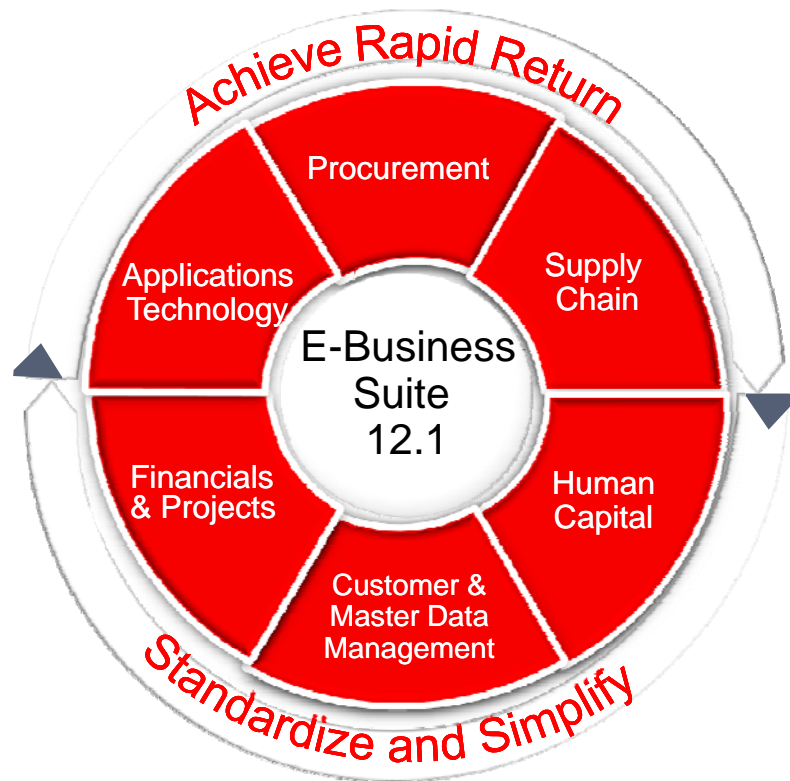 Achieve Rapid Return
Procurement
Applications
Technology
Supply
Chain
E-Business
Suite
12.1
Financials
& Projects
Human
Capital
Customer &
Master Data
Management
Standardize and Simplify